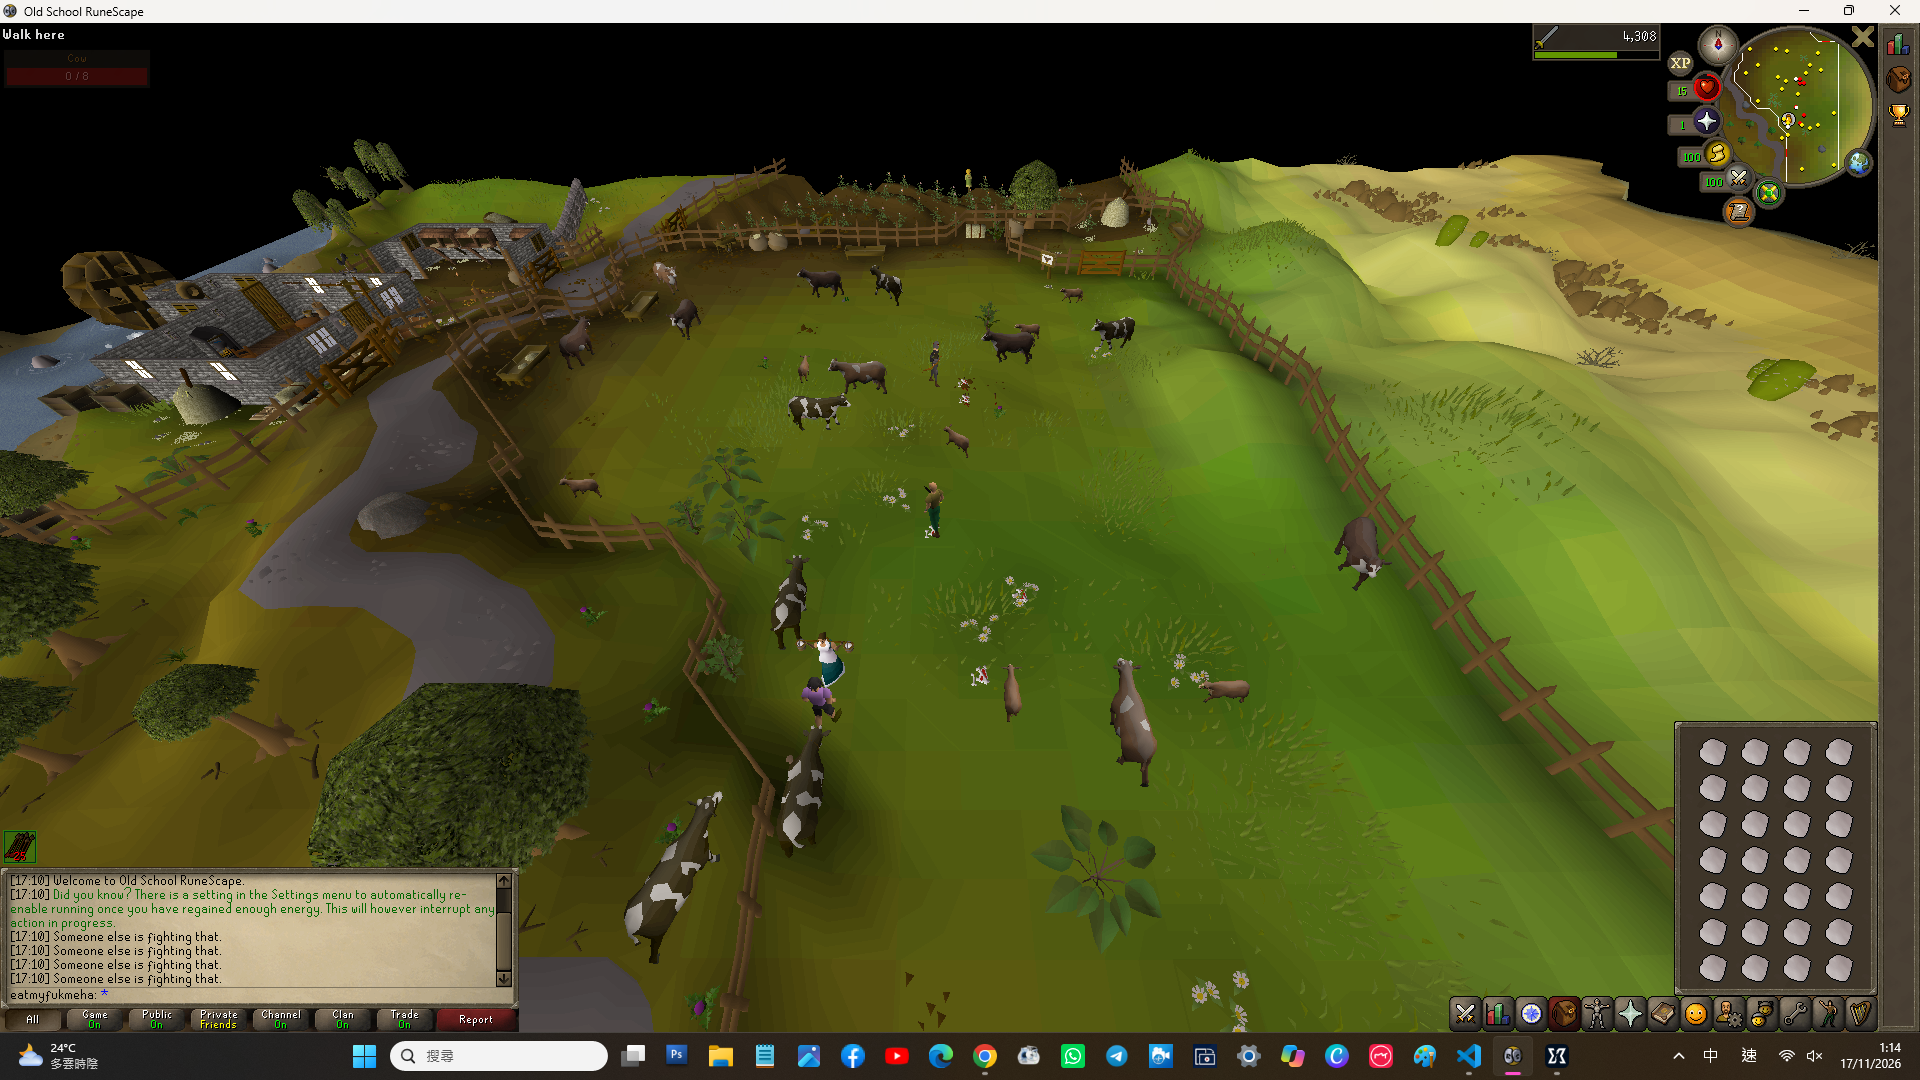 Old School RuneScape
Walk here
Cow
0 / 8
4,308
N
XP
15
1
100
100
23
[17:10] Welcome to Old School RuneScape.
[17:10] Did you know? There is a setting in the Settings menu to automatically re-
enable running once you have regained enough energy. This will however interrupt any
action in progress.
[17:10] Someone else is fighting that.
[17:10] Someone else is fighting that.
[17:10] Someone else is fighting that.
[17:10] Someone else is fighting that.
eatmyfukmeha: *
All
Game
On
Public
On
Private
Friends
Channel
On
Clan
On
Trade
On
Report
24°C
多雲時陰
搜尋
Ps
中
速
1:14
17/11/2026